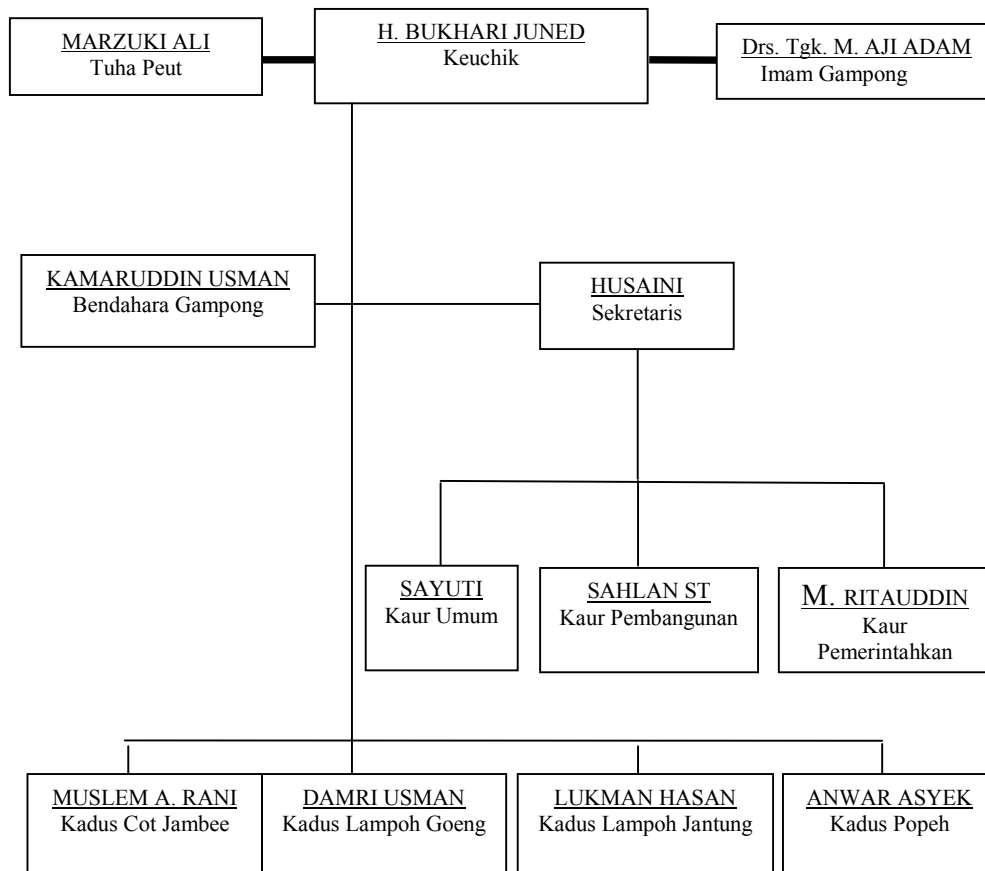 MARZUKI ALI
Tuha Peut
H. BUKHARI JUNED
Keuchik
Drs. Tgk. M. AJI ADAM
Imam Gampong
KAMARUDDIN USMAN
Bendahara Gampong
HUSAINI
Sekretaris
SAYUTI
Kaur Umum
SAHLAN ST
Kaur Pembangunan
M. RITAUDDIN
Kaur
Pemerintahkan
MUSLEM A. RANI
Kadus Cot Jambee
DAMRI USMAN
Kadus Lampoh Goeng
LUKMAN HASAN
Kadus Lampoh Jantung
ANWAR ASYEK
Kadus Popeh